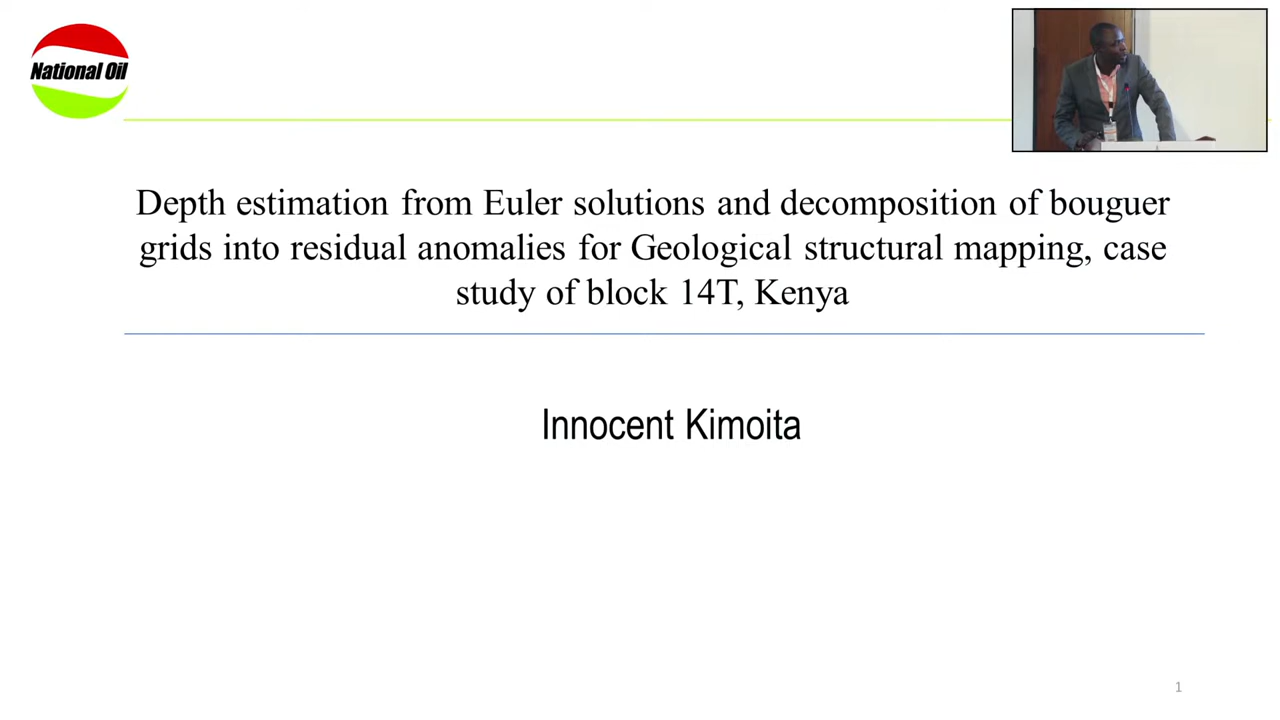 National Oil
Depth estimation from Euler solutions and decomposition of bouguer
grids into residual anomalies for Geological structural mapping, case
study of block 14T, Kenya
Innocent Kimoita
1